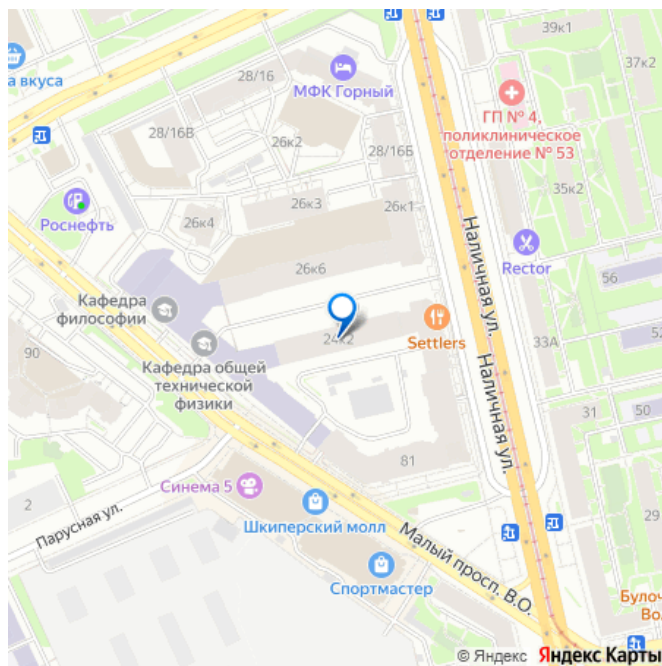 39к1
37к2
а вкуса
28/16
МФК Горный
ГП № 4,
поликлиническое
отделение № 53
28/16В
26к2
28/16Б
35к2
Роснефть
26к4
26к3
26к1
Наличная ул.
Rector
56
26к6
Кафедра
философии
24к2
Settlers
33А
52
90
Кафедра общей
технической
физики
Наличная ул.
31
50
81
Синема 5
2
Парусная ул.
Шкиперский молл
29
Малый просп. В.О.
Спортмастер
Булоч
Во
© Яндекс Яндекс Карты